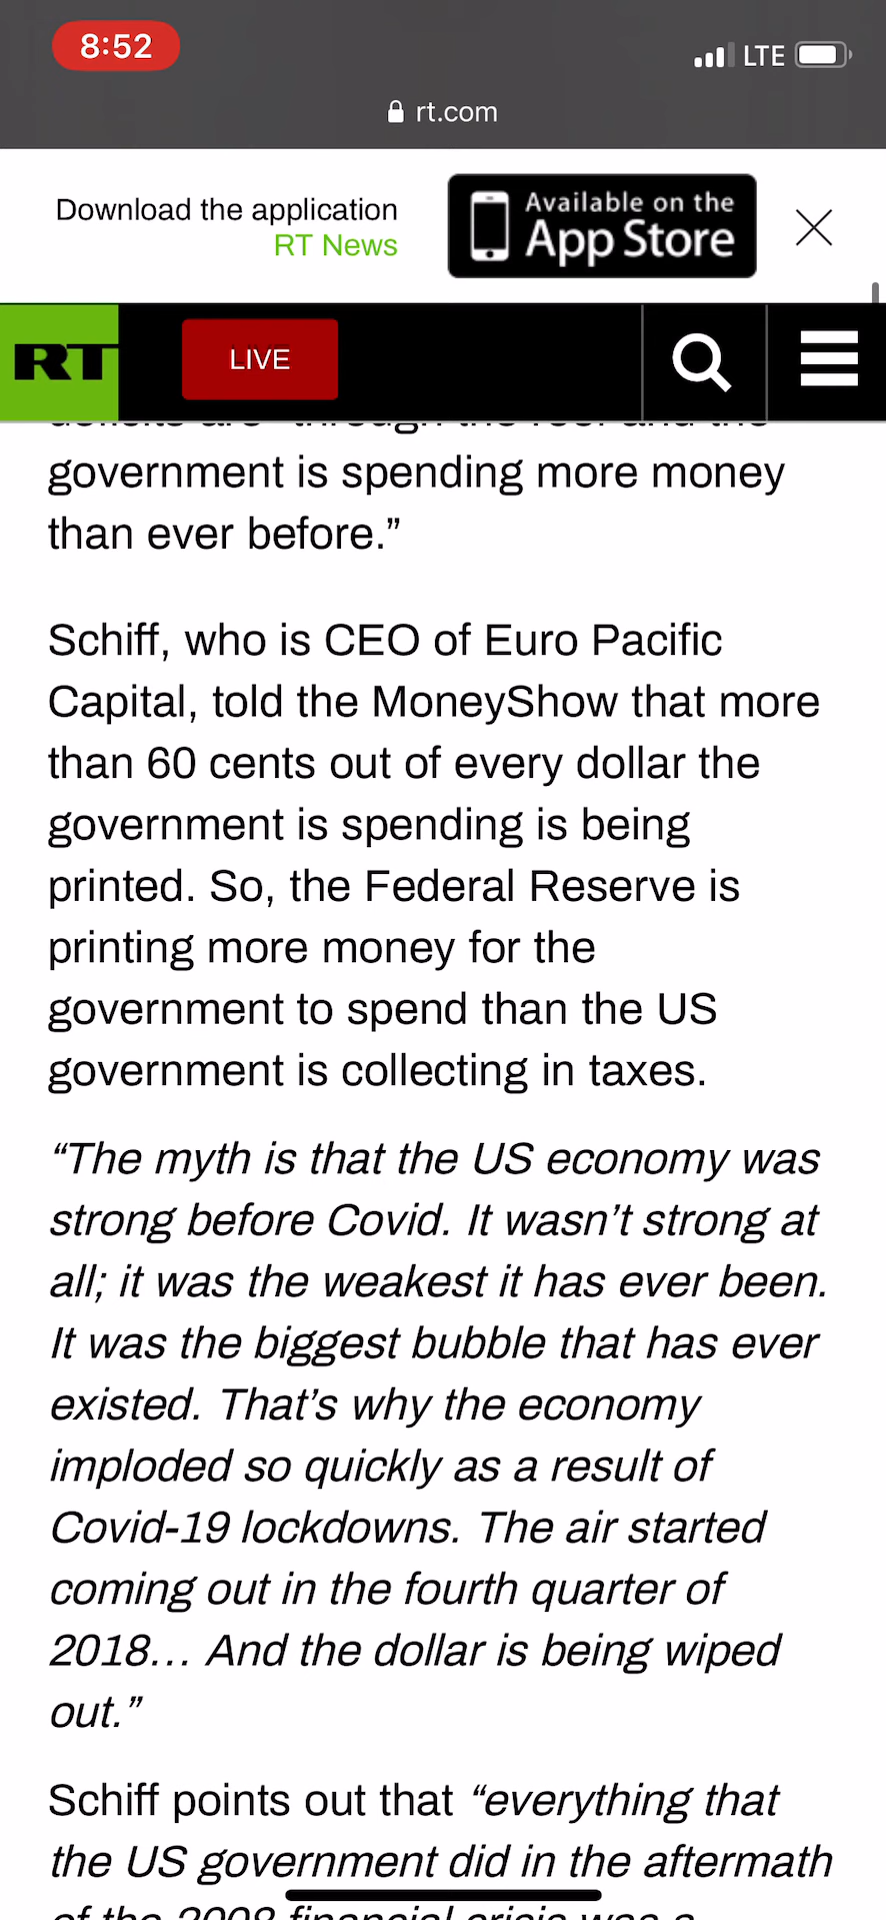 8:52
LTE
rt.com
Download the application
RT News
Available on the
App Store
RT
LIVE
government is spending more money
than ever before.”
Schiff, who is CEO of Euro Pacific
Capital, told the MoneyShow that more
than 60 cents out of every dollar the
government is spending is being
printed. So, the Federal Reserve is
printing more money for the
government to spend than the US
government is collecting in taxes.
“The myth is that the US economy was
strong before Covid. It wasn’t strong at
all; it was the weakest it has ever been.
It was the biggest bubble that has ever
existed. That’s why the economy
imploded so quickly as a result of
Covid-19 lockdowns. The air started
coming out in the fourth quarter of
2018... And the dollar is being wiped
out.”
Schiff points out that “everything that
the US government did in the aftermath
of the 2008 financial crisis was a